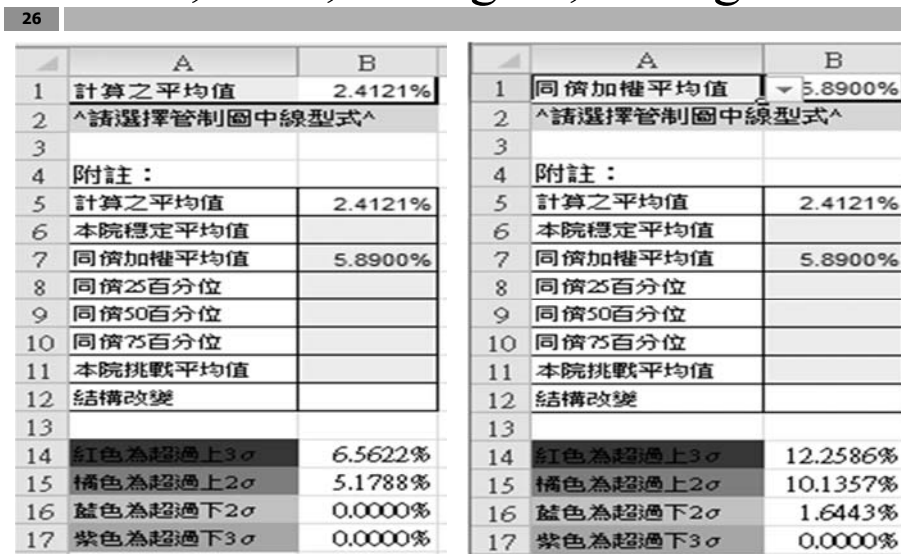 26
A B
1 計算之平均值 2.4121%
2 ^請選擇管制圖中線型式^
3
4 附註：
5 計算之平均值 2.4121%
6 本院穩定平均值
7 同儕加權平均值 5.8900%
8 同儕25百分位
9 同儕50百分位
10 同儕75百分位
11 本院挑戰平均值
12 結構改變
13
14 紅色為超過上3σ 6.5622%
15 橘色為超過上2σ 5.1788%
16 藍色為超過下2σ 0.0000%
17 紫色為超過下3σ 0.0000%
A B
1 同儕加權平均值 5.8900%
2 ^請選擇管制圖中線型式^
3
4 附註：
5 計算之平均值 2.4121%
6 本院穩定平均值
7 同儕加權平均值 5.8900%
8 同儕25百分位
9 同儕50百分位
10 同儕75百分位
11 本院挑戰平均值
12 結構改變
13
14 紅色為超過上3σ 12.2586%
15 橘色為超過上2σ 10.1357%
16 藍色為超過下2σ 1.6443%
17 紫色為超過下3σ 0.0000%